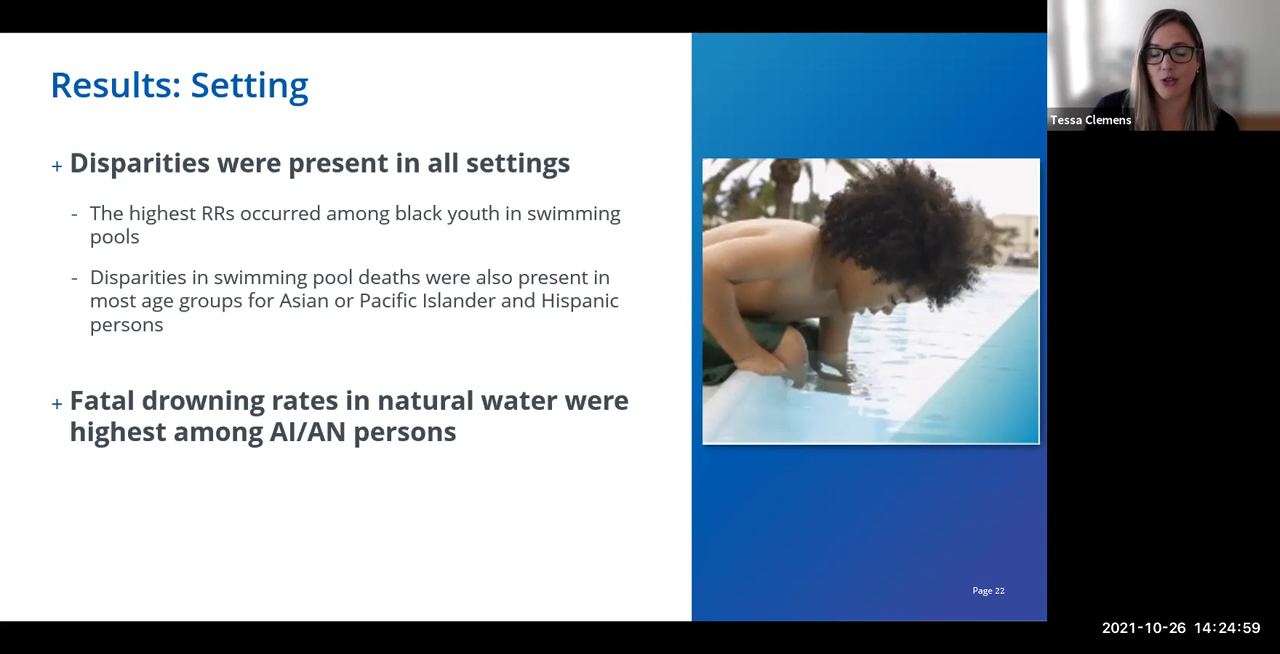 Results: Setting
+ Disparities were present in all settings
- The highest RRs occurred among black youth in swimming
pools
- Disparities in swimming pool deaths were also present in
most age groups for Asian or Pacific Islander and Hispanic
persons
+ Fatal drowning rates in natural water were
highest among AI/AN persons
Page 22
Tessa Clemens
2021-10-26 14:24:59